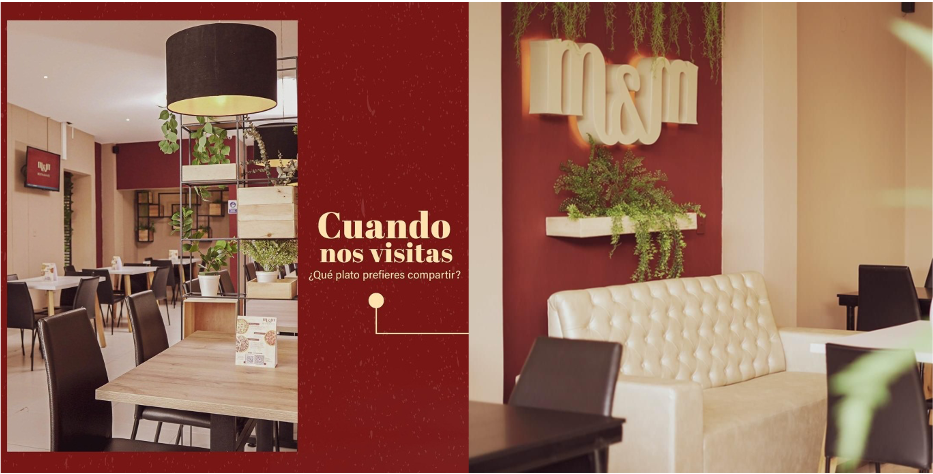 M&M
Cuando
nos visitas
¿Qué plato prefieres compartir?
M&M